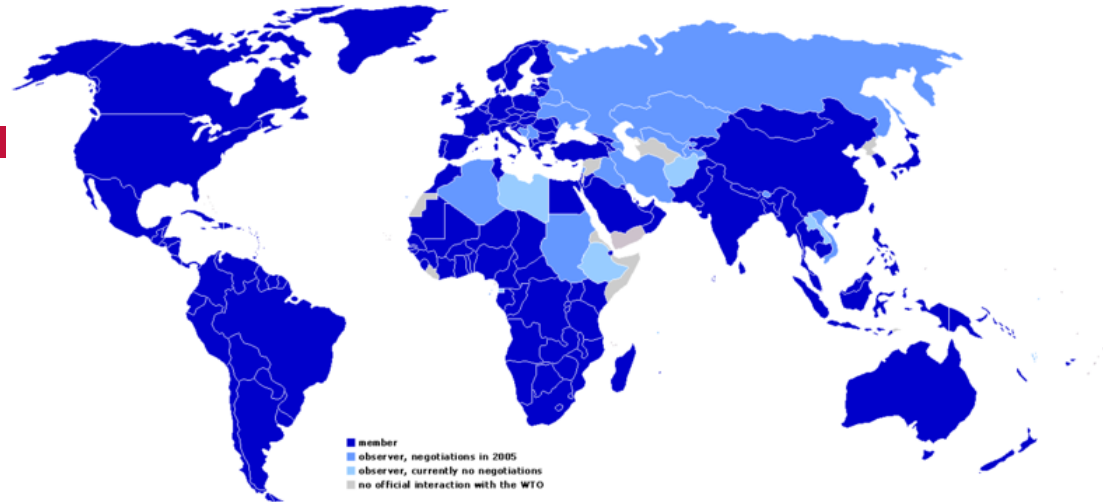 member
observer, negotiations in 2005
observer, currently no negotiations
no official interaction with the WTO